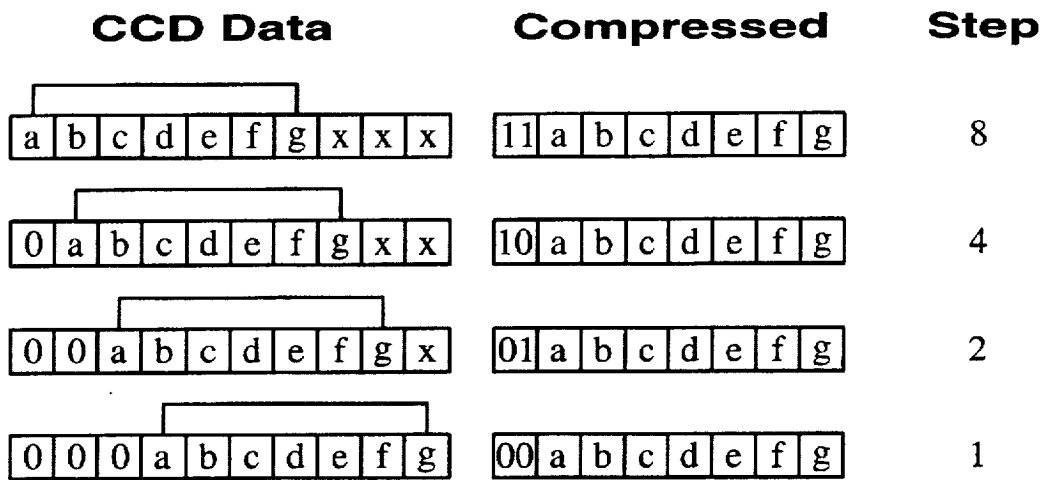 CCD Data Compressed Step
a b c d e f g x x x 11 a b c d e f g 8
0 a b c d e f g x x 10 a b c d e f g 4
0 0 a b c d e f g x 01 a b c d e f g 2
0 0 0 a b c d e f g 00 a b c d e f g 1